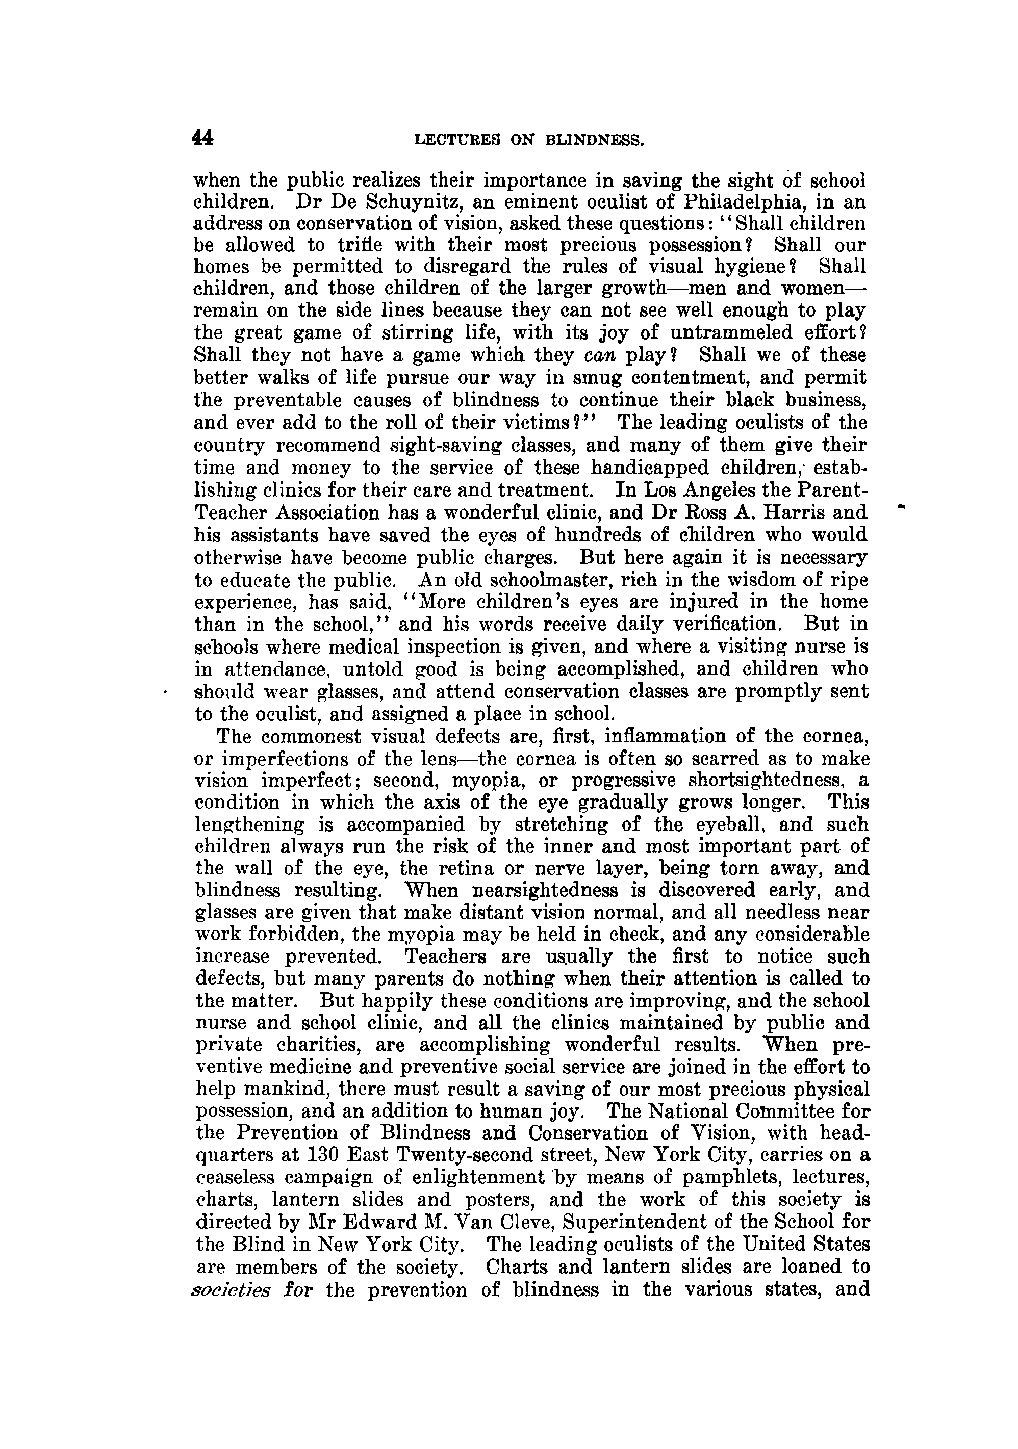 44 LECTURES ON BLINDNESS.
when the public realizes their importance in saving the sight of school
children. Dr De Schuynitz, an eminent oculist of Philadelphia, in an
address on conservation of vision, asked these questions: "Shall children
be allowed to trifle with their most precious possession? Shall our
homes be permitted to disregard the rules of visual hygiene? Shall
children, and those children of the larger growth—men and women—
remain on the side lines because they can not see well enough to play
the great game of stirring life, with its joy of untrammeled effort?
Shall they not have a game which they can play? Shall we of these
better walks of life pursue our way in smug contentment, and permit
the preventable causes of blindness to continue their black business,
and ever add to the roll of their victims?" The leading oculists of the
country recommend sight-saving classes, and many of them give their
time and money to the service of these handicapped children, estab-
lishing clinics for their care and treatment. In Los Angeles the Parent-
Teacher Association has a wonderful clinic, and Dr Ross A. Harris and
his assistants have saved the eyes of hundreds of children who would
otherwise have become public charges. But here again it is necessary
to educate the public. An old schoolmaster, rich in the wisdom of ripe
experience, has said, "More children's eyes are injured in the home
than in the school," and his words receive daily verification. But in
schools where medical inspection is given, and where a visiting nurse is
in attendance, untold good is being accomplished, and children who
should wear glasses, and attend conservation classes are promptly sent
to the oculist, and assigned a place in school.
The commonest visual defects are, first, inflammation of the cornea,
or imperfections of the lens—the cornea is often so scarred as to make
vision imperfect; second, myopia, or progressive shortsightedness, a
condition in which the axis of the eye gradually grows longer. This
lengthening is accompanied by stretching of the eyeball, and such
children always run the risk of the inner and most important part of
the wall of the eye, the retina or nerve layer, being torn away, and
blindness resulting. When nearsightedness is discovered early, and
glasses are given that make distant vision normal, and all needless near
work forbidden, the myopia may be held in check, and any considerable
increase prevented. Teachers are usually the first to notice such
defects, but many parents do nothing when their attention is called to
the matter. But happily these conditions are improving, and the school
nurse and school clinic, and all the clinics maintained by public and
private charities, are accomplishing wonderful results. When pre-
ventive medicine and preventive social service are joined in the effort to
help mankind, there must result a saving of our most precious physical
possession, and an addition to human joy. The National Committee for
the Prevention of Blindness and Conservation of Vision, with head-
quarters at 130 East Twenty-second street, New York City, carries on a
ceaseless campaign of enlightenment by means of pamphlets, lectures,
charts, lantern slides and posters, and the work of this society is
directed by Mr Edward M. Van Cleve, Superintendent of the School for
the Blind in New York City. The leading oculists of the United States
are members of the society. Charts and lantern slides are loaned to
societies for the prevention of blindness in the various states, and